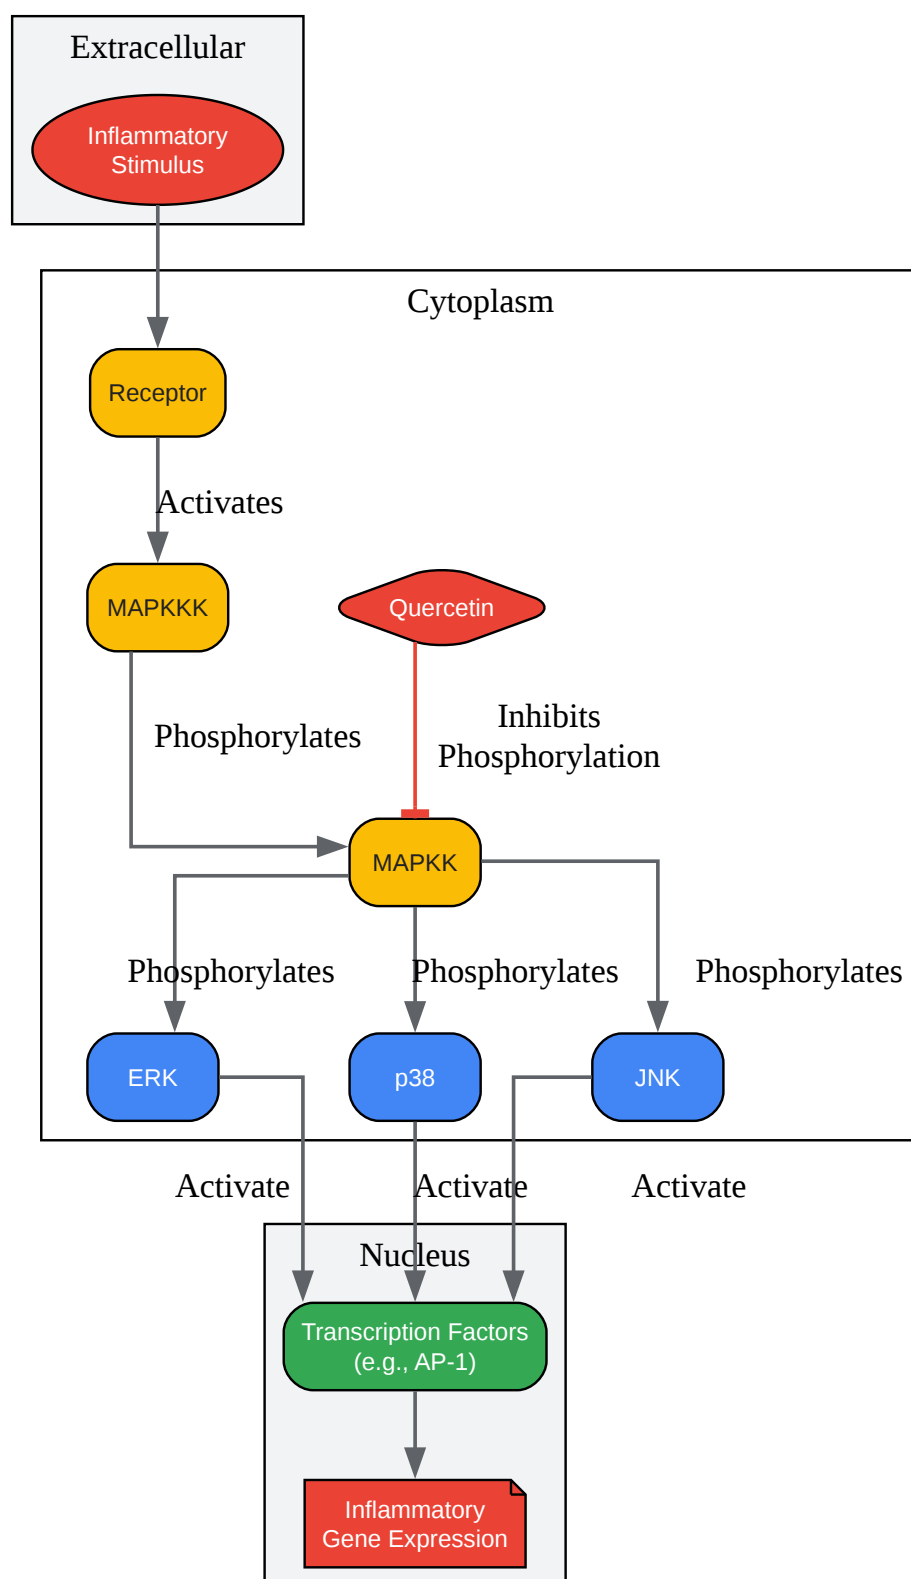 Extracellular
Inflammatory
Stimulus
Cytoplasm
Receptor
Activates
MAPKKK
Quercetin
Phosphorylates
Inhibits
Phosphorylation
MAPKK
Phosphorylates
Phosphorylates
Phosphorylates
ERK
p38
JNK
Activate
Activate
Activate
Nucleus
Transcription Factors
(e.g., AP-1)
Inflammatory
Gene Expression